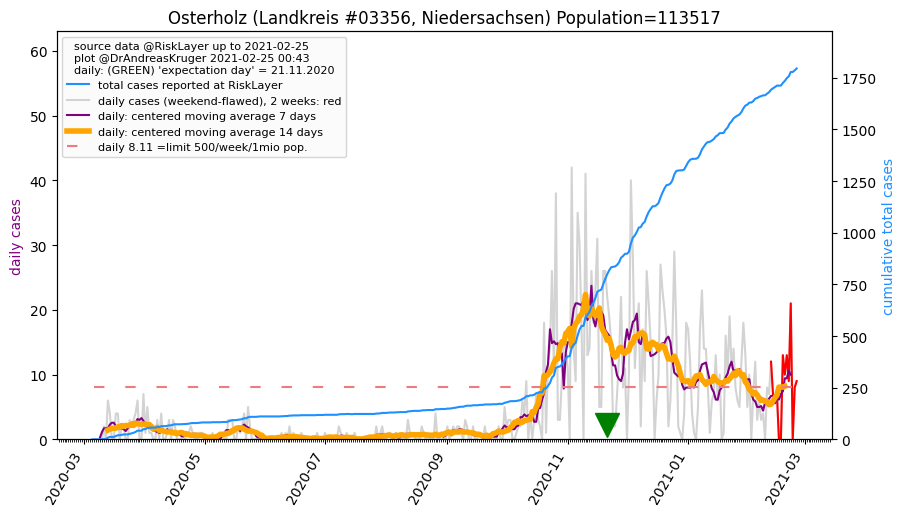 Osterholz (Landkreis #03356, Niedersachsen) Population=113517
source data @RiskLayer up to 2021-02-25
plot @DrAndreasKruger 2021-02-25 00:43
daily: (GREEN) 'expectation day' = 21.11.2020
total cases reported at RiskLayer
daily cases (weekend-flawed), 2 weeks: red
daily: centered moving average 7 days
daily: centered moving average 14 days
daily 8.11 =limit 500/week/1mio pop.
daily cases
60
50
40
30
20
10
0
cumulative total cases
1750
1500
1250
1000
750
500
250
0
2020-03
2020-05
2020-07
2020-09
2020-11
2021-01
2021-03